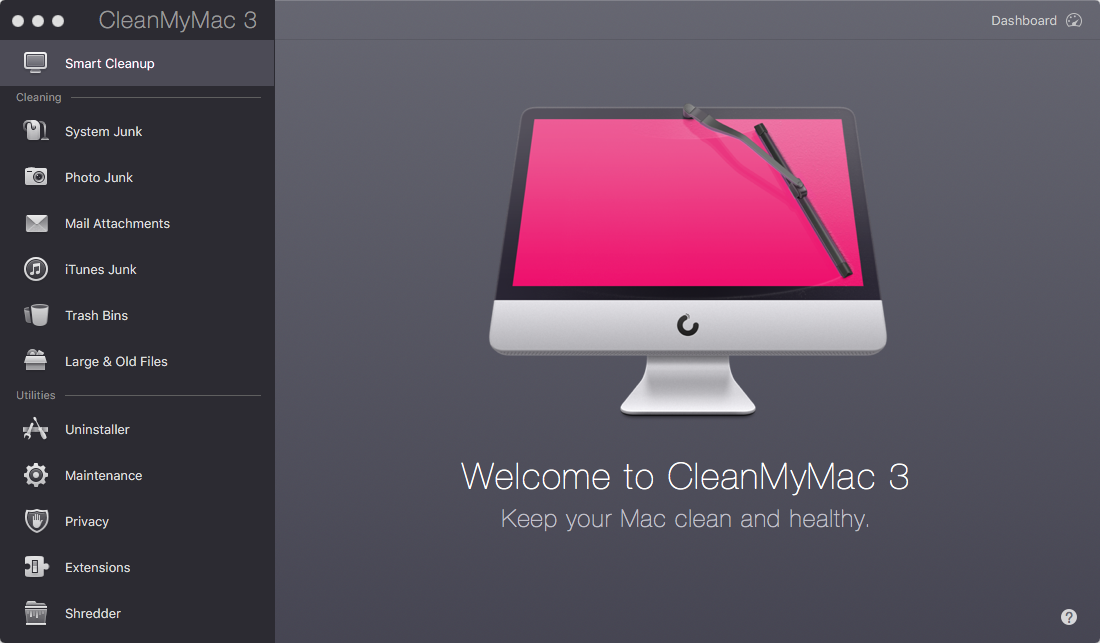 CleanMyMac 3
Dashboard
Smart Cleanup
Cleaning
System Junk
Photo Junk
Mail Attachments
iTunes Junk
Trash Bins
Large & Old Files
Utilities
Uninstaller
Maintenance
Privacy
Extensions
Shredder
Welcome to CleanMyMac 3
Keep your Mac clean and healthy.
?